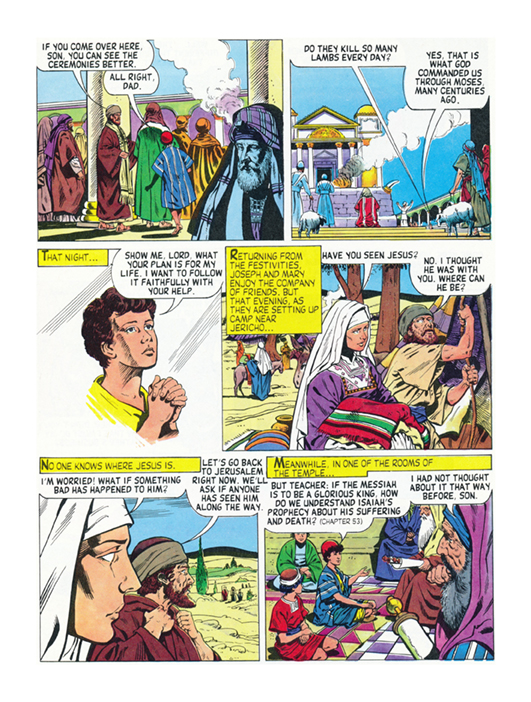 IF YOU COME OVER HERE,
SON, YOU CAN SEE THE
CEREMONIES BETTER.
ALL RIGHT,
DAD.
DO THEY KILL SO MANY
LAMBS EVERY DAY?
YES, THAT IS
WHAT GOD
COMMANDED US
THROUGH MOSES,
MANY CENTURIES
AGO.
THAT NIGHT...
SHOW ME, LORD, WHAT
YOUR PLAN IS FOR MY
LIFE. I WANT TO FOLLOW
IT FAITHFULLY WITH
YOUR HELP.
RETURNING FROM
THE FESTIVITIES,
JOSEPH AND MARY
ENJOY THE COMPANY
OF FRIENDS. BUT
THAT EVENING, AS
THEY ARE SETTING UP
CAMP NEAR
JERICHO...
HAVE YOU SEEN JESUS?
NO. I THOUGHT
HE WAS WITH
YOU. WHERE CAN
HE BE?
NO ONE KNOWS WHERE JESUS IS.
I'M WORRIED! WHAT IF SOMETHING
BAD HAS HAPPENED TO HIM?
LET'S GO BACK
TO JERUSALEM
RIGHT NOW. WE'LL
ASK IF ANYONE
HAS SEEN HIM
ALONG THE WAY.
MEANWHILE, IN ONE OF THE ROOMS OF
THE TEMPLE...
BUT TEACHER: IF THE MESSIAH
IS TO BE A GLORIOUS KING, HOW
DO WE UNDERSTAND ISAIAH'S
PROPHECY ABOUT HIS SUFFERING
AND DEATH? (CHAPTER 53)
I HAD NOT THOUGHT
ABOUT IT THAT WAY
BEFORE, SON.